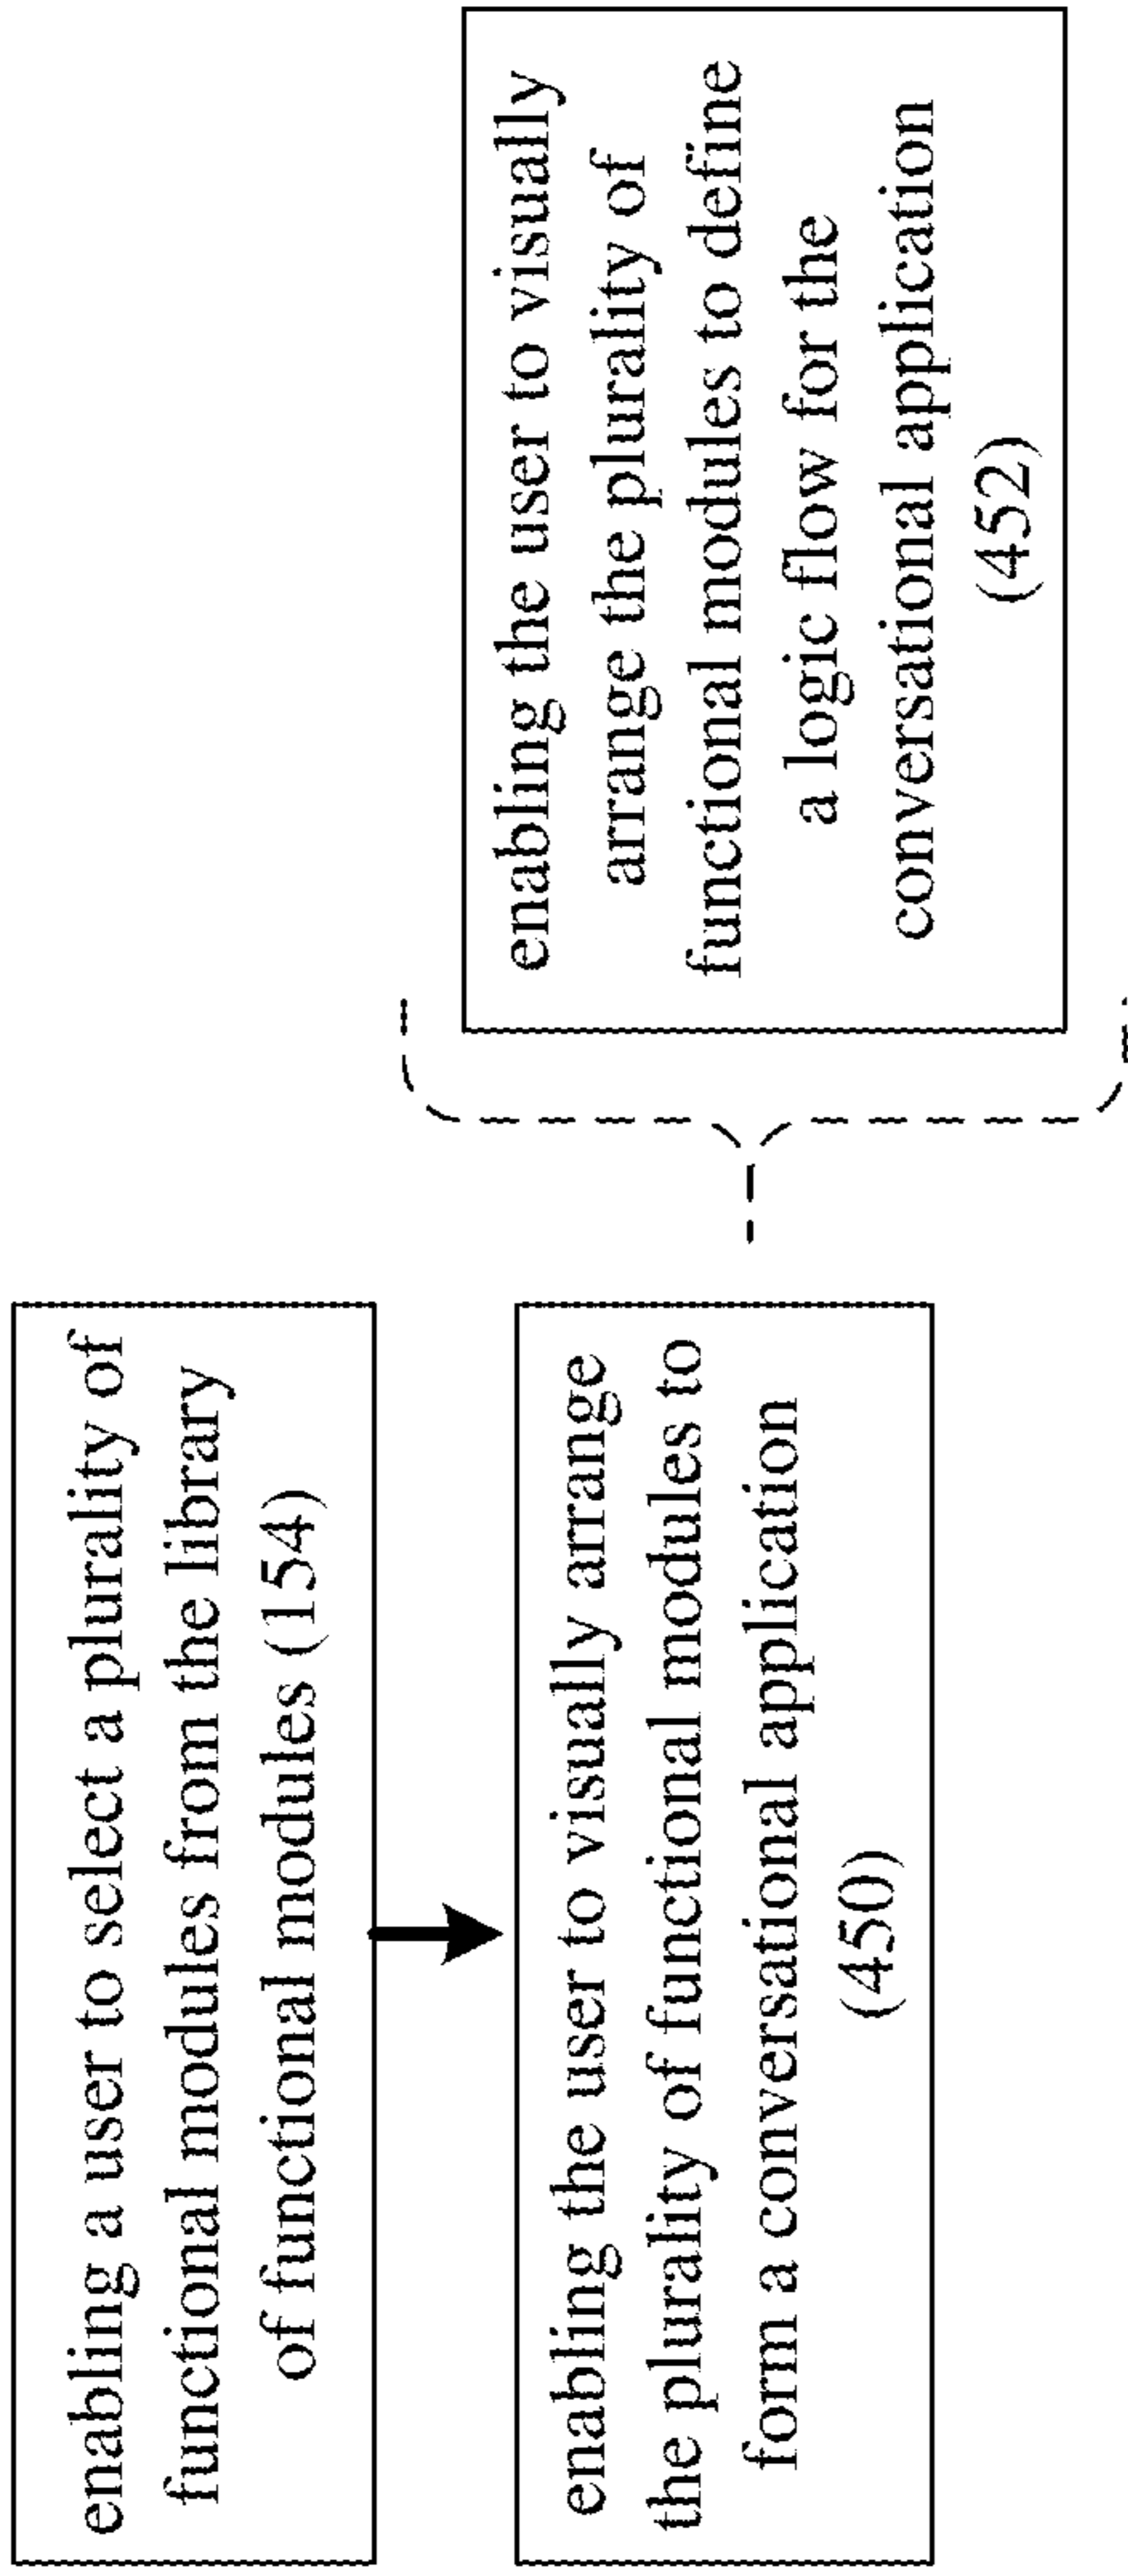 enabling a user to select a plurality of
functional modules from the library
of functional modules (154)
enabling the user to visually arrange
the plurality of functional modules to
form a conversational application
(450)
enabling the user to visually
arrange the plurality of
functional modules to define
a logic flow for the
conversational application
(452)